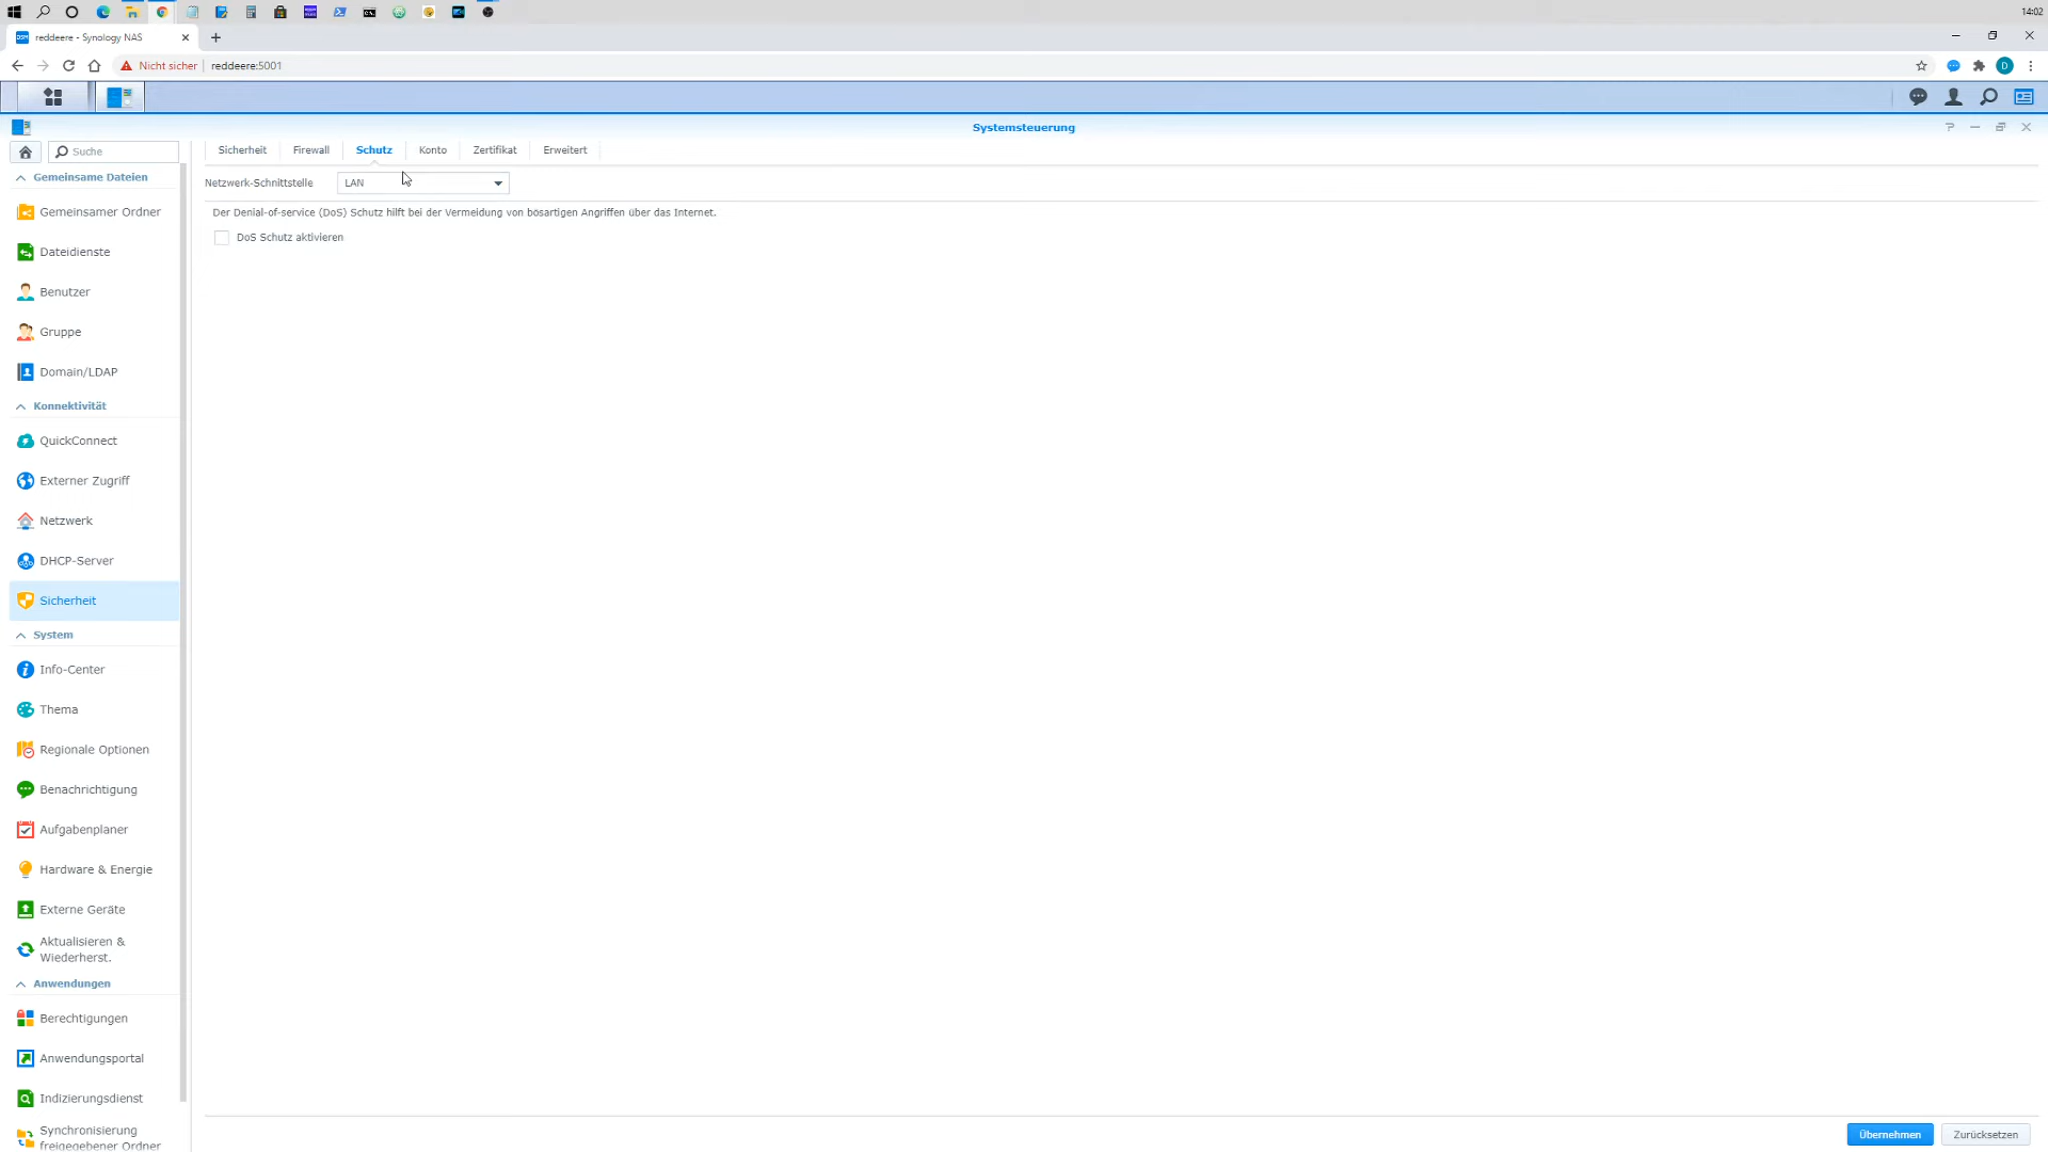 14:02
reddeere - Synology NAS
Nicht sicher
reddeere:5001
Systemsteuerung
Suche
Sicherheit
Firewall
Schutz
Konto
Zertifikat
Erweitert
Gemeinsame Dateien
Gemeinsamer Ordner
Dateidienste
Benutzer
Gruppe
Domain/LDAP
Konnektivität
QuickConnect
Externer Zugriff
Netzwerk
DHCP-Server
Sicherheit
System
Info-Center
Thema
Regionale Optionen
Benachrichtigung
Aufgabenplaner
Hardware & Energie
Externe Geräte
Aktualisieren &
Wiederherst.
Anwendungen
Berechtigungen
Anwendungsportal
Indizierungsdienst
Synchronisierung
freigegebener Ordner
Netzwerk-Schnittstelle
LAN
Der Denial-of-service (DoS) Schutz hilft bei der Vermeidung von bösartigen Angriffen über das Internet.
DoS Schutz aktivieren
Übernehmen
Zurücksetzen